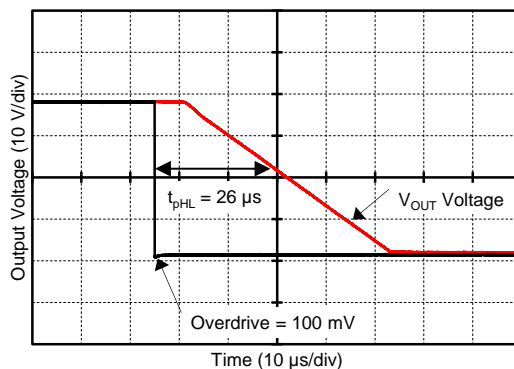 Output Voltage (10 V/div)
tpHL = 26 µs
VOUT Voltage
Overdrive = 100 mV
Time (10 µs/div)